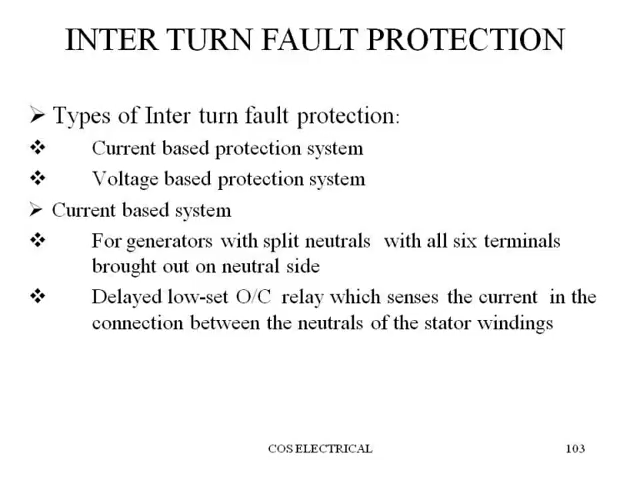 INTER TURN FAULT PROTECTION
➤ Types of Inter turn fault protection:
❖ Current based protection system
❖ Voltage based protection system
➤ Current based system
❖ For generators with split neutrals with all six terminals
brought out on neutral side
❖ Delayed low-set O/C relay which senses the current in the
connection between the neutrals of the stator windings
COS ELECTRICAL 103